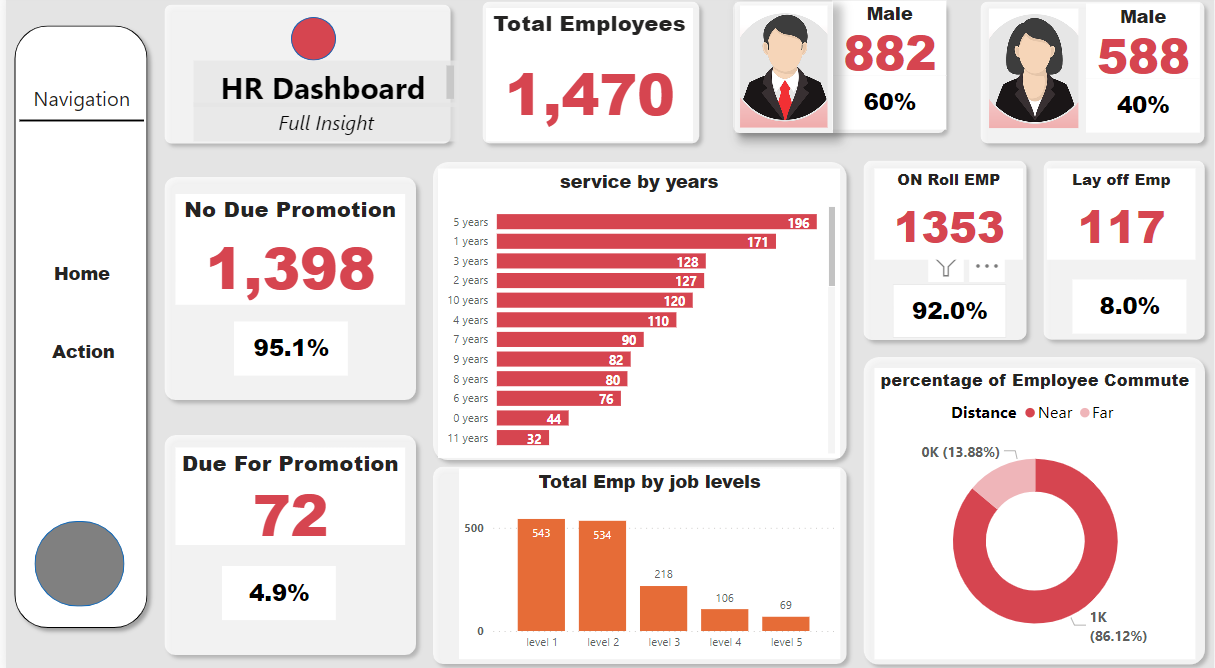 Navigation
Home
Action
HR Dashboard
Full Insight
Total Employees
1,470
Male
882
60%
Male
588
40%
No Due Promotion
1,398
95.1%
Due For Promotion
72
4.9%
service by years
5 years 196
1 years 171
3 years 128
2 years 127
10 years 120
4 years 110
7 years 90
9 years 82
8 years 80
6 years 76
0 years 44
11 years 32
Total Emp by job levels
500
0
543
534
218
106
69
level 1 level 2 level 3 level 4 level 5
ON Roll EMP
1353
92.0%
Lay off Emp
117
8.0%
percentage of Employee Commute
Distance Near Far
0K (13.88%)
1K
(86.12%)